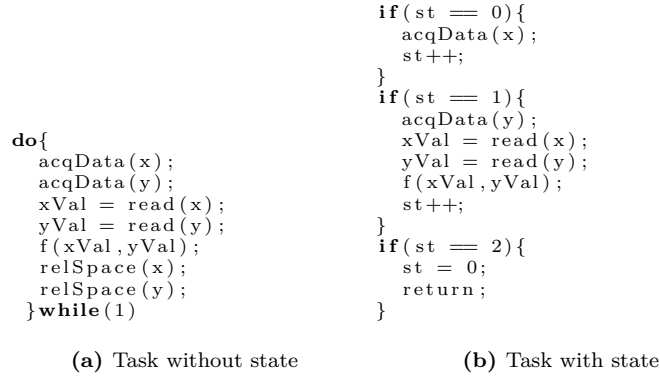 do{
acqData(x);
acqData(y);
xVal = read(x);
yVal = read(y);
f(xVal,yVal);
relSpace(x);
relSpace(y);
}while(1)
(a) Task without state
if(st == 0){
acqData(x);
st++;
}
if(st == 1){
acqData(y);
xVal = read(x);
yVal = read(y);
f(xVal,yVal);
st++;
}
if(st == 2){
st = 0;
return;
}
(b) Task with state